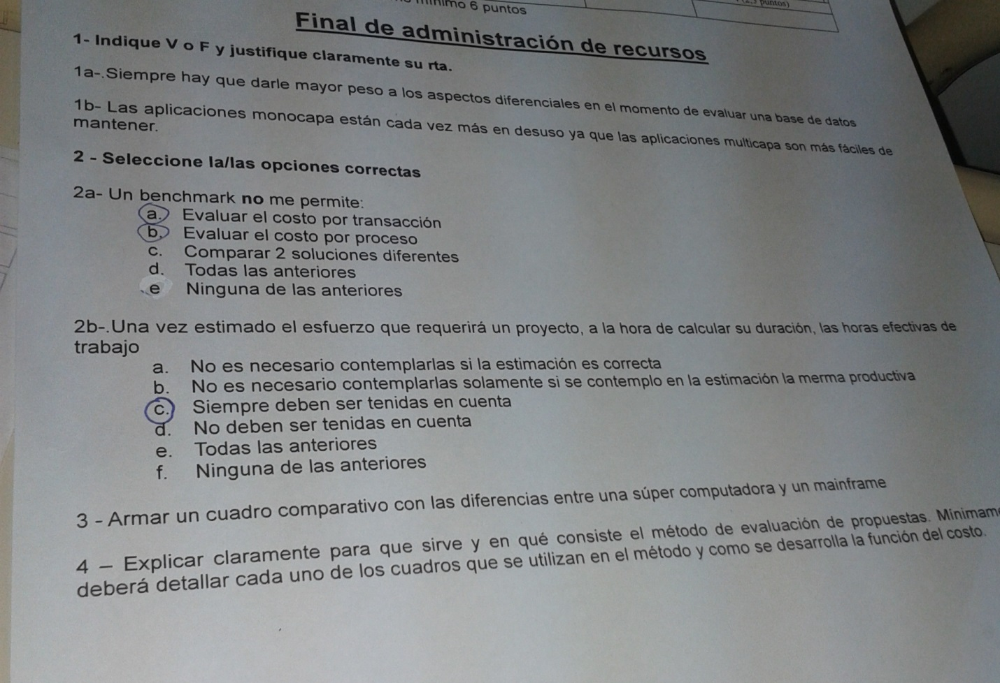 mínimo 6 puntos
puntos)
Final de administración de recursos
1- Indique V o F y justifique claramente su rta.
1a-.Siempre hay que darle mayor peso a los aspectos diferenciales en el momento de evaluar una base de datos
1b- Las aplicaciones monocapa están cada vez más en desuso ya que las aplicaciones multicapa son más fáciles de
mantener.
2 - Seleccione la/las opciones correctas
2a- Un benchmark no me permite:
a. Evaluar el costo por transacción
b. Evaluar el costo por proceso
c. Comparar 2 soluciones diferentes
d. Todas las anteriores
e Ninguna de las anteriores
2b-.Una vez estimado el esfuerzo que requerirá un proyecto, a la hora de calcular su duración, las horas efectivas de
trabajo
a. No es necesario contemplarlas si la estimación es correcta
b. No es necesario contemplarlas solamente si se contemplo en la estimación la merma productiva
c. Siempre deben ser tenidas en cuenta
d. No deben ser tenidas en cuenta
e. Todas las anteriores
f. Ninguna de las anteriores
3 - Armar un cuadro comparativo con las diferencias entre una súper computadora y un mainframe
4 – Explicar claramente para que sirve y en qué consiste el método de evaluación de propuestas. Mínimam
deberá detallar cada uno de los cuadros que se utilizan en el método y como se desarrolla la función del costo.